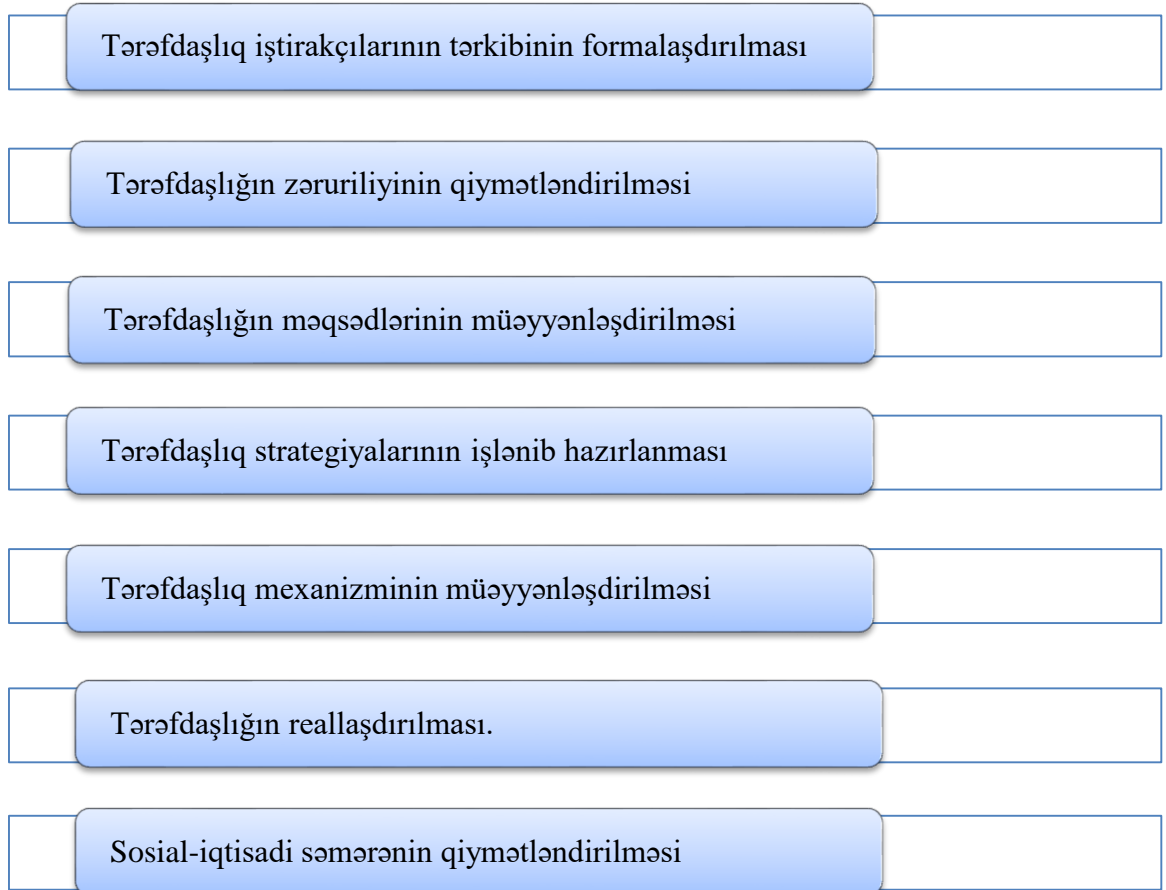 Tərəfdaşlıq iştirakçılarının tərkibinin formalaşdırılması
Tərəfdaşlığın zəruriliyinin qiymətləndirilməsi
Tərəfdaşlığın məqsədlərinin müəyyənləşdirilməsi
Tərəfdaşlıq strategiyalarının işlənib hazırlanması
Tərəfdaşlıq mexanizminin müəyyənləşdirilməsi
Tərəfdaşlığın reallaşdırılması.
Sosial-iqtisadi səmərənin qiymətləndirilməsi